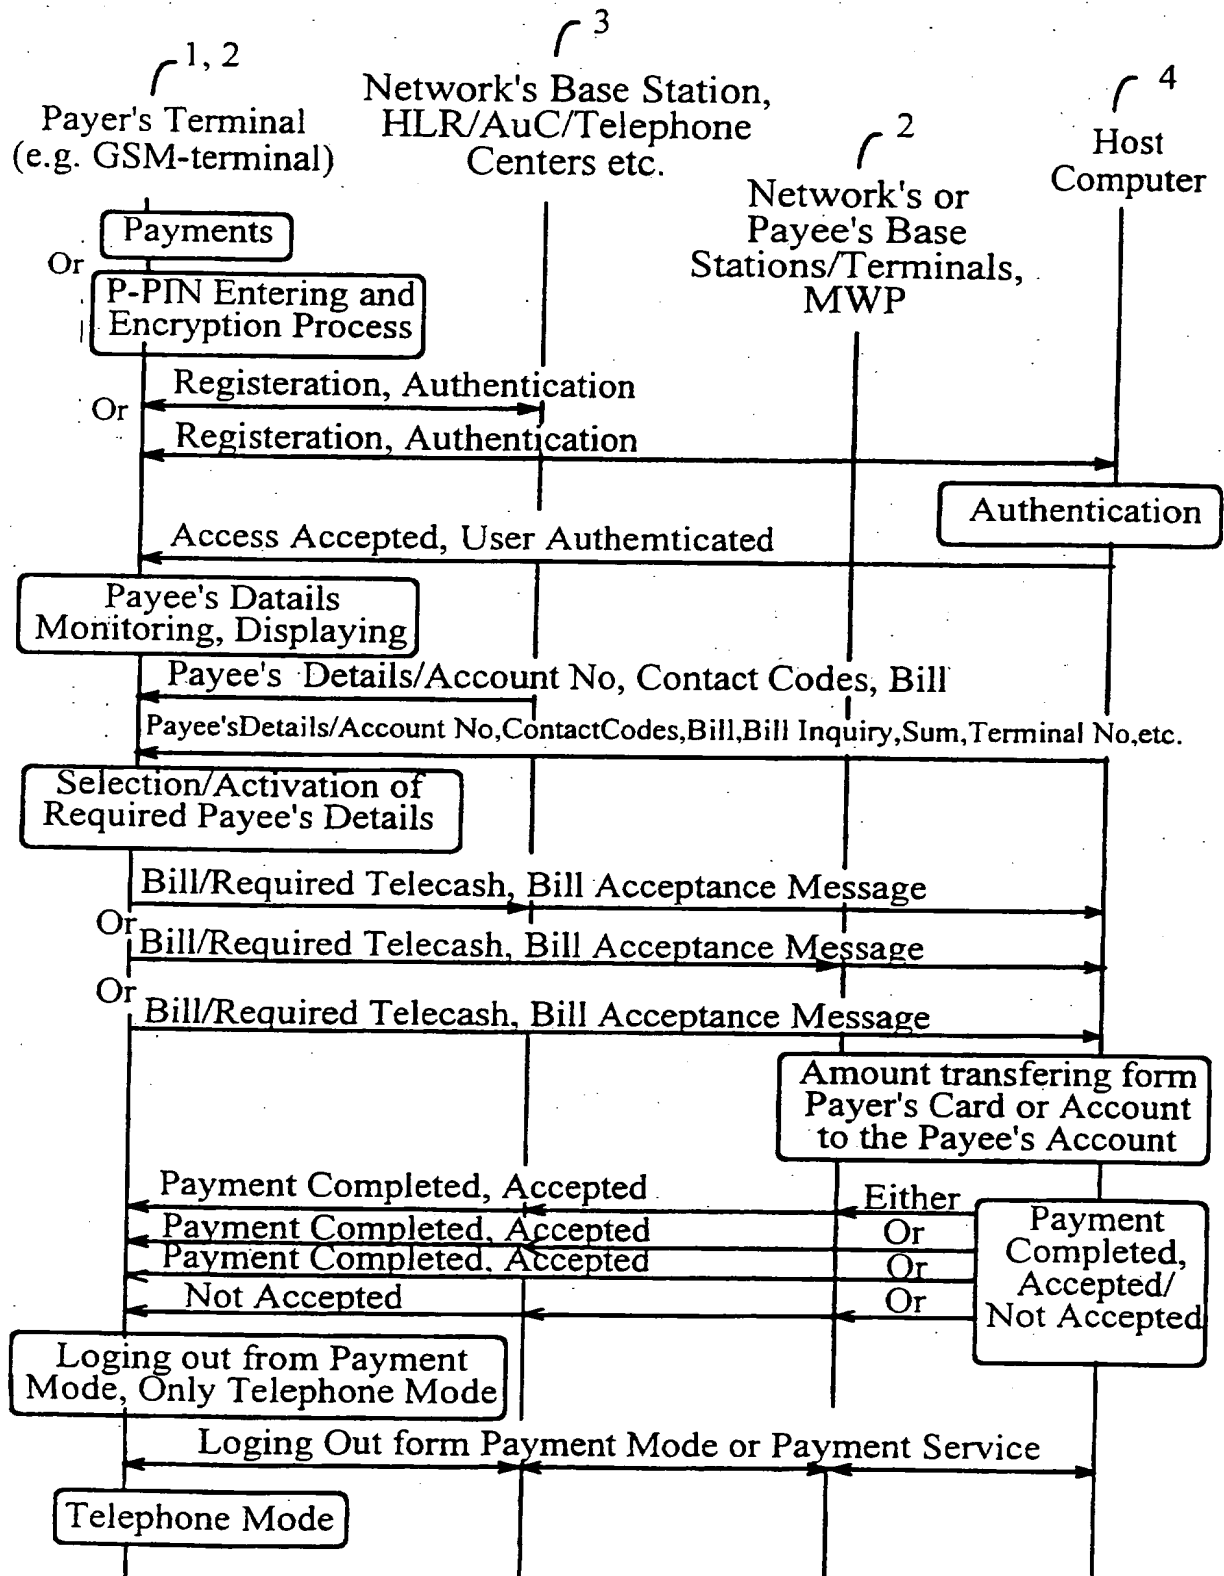 1, 2
Payer's Terminal
(e.g. GSM-terminal)
3
Network's Base Station,
HLR/AuC/Telephone
Centers etc.
2
Network's or
Payee's Base
Stations/Terminals,
MWP
4
Host
Computer
Payments
Or
P-PIN Entering and
Encryption Process
Registeration, Authentication
Or
Registeration, Authentication
Authentication
Access Accepted, User Authemticated
Payee's Datails
Monitoring, Displaying
Payee's Details/Account No, Contact Codes, Bill
Payee'sDetails/Account No,ContactCodes,Bill,Bill Inquiry,Sum,Terminal No,etc.
Selection/Activation of
Required Payee's Details
Bill/Required Telecash, Bill Acceptance Message
Or
Bill/Required Telecash, Bill Acceptance Message
Or
Bill/Required Telecash, Bill Acceptance Message
Amount transfering form
Payer's Card or Account
to the Payee's Account
Payment Completed, Accepted
Either
Payment Completed, Accepted
Or
Payment Completed, Accepted
Or
Not Accepted
Or
Payment
Completed,
Accepted/
Not Accepted
Loging out from Payment
Mode, Only Telephone Mode
Loging Out form Payment Mode or Payment Service
Telephone Mode